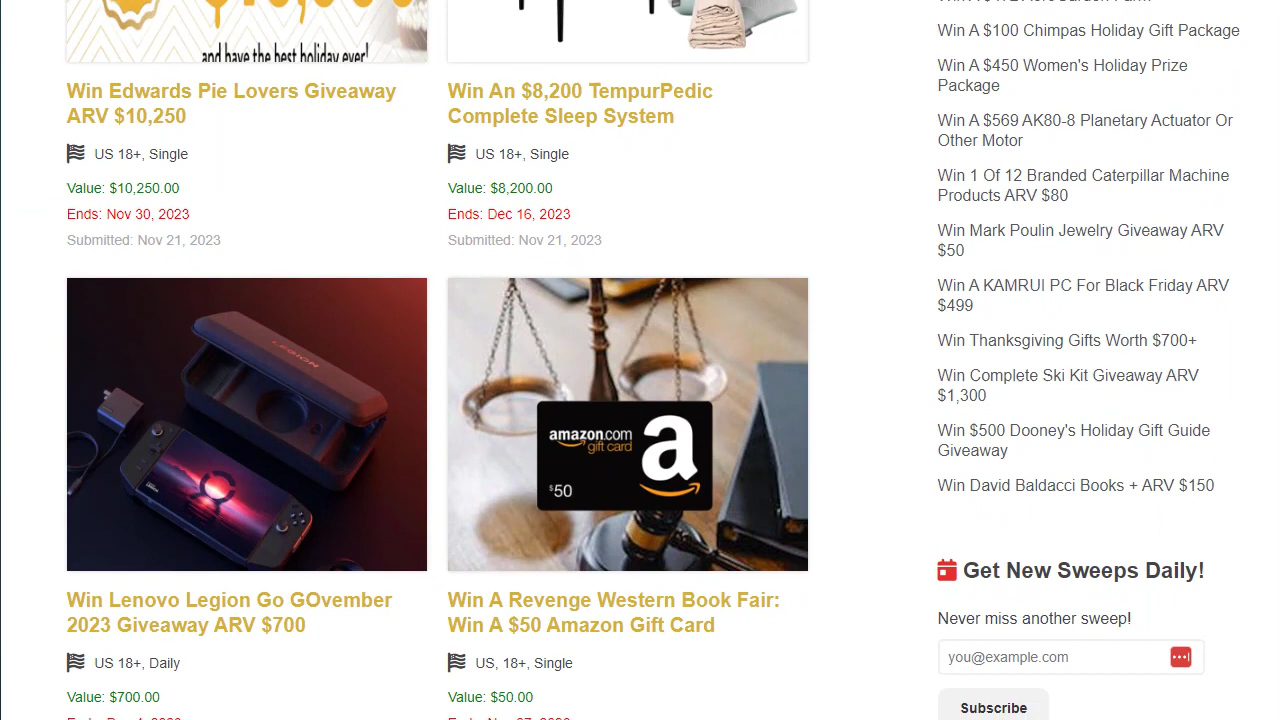 and have the best holiday ever!
Win Edwards Pie Lovers Giveaway
ARV $10,250
US 18+, Single
Value: $10,250.00
Ends: Nov 30, 2023
Submitted: Nov 21, 2023
Win An $8,200 TempurPedic
Complete Sleep System
US 18+, Single
Value: $8,200.00
Ends: Dec 16, 2023
Submitted: Nov 21, 2023
LEGION
Win Lenovo Legion Go GOvember
2023 Giveaway ARV $700
US 18+, Daily
Value: $700.00
amazon.com
gift card
a
$50
Win A Revenge Western Book Fair:
Win A $50 Amazon Gift Card
US, 18+, Single
Value: $50.00
Win A $100 Chimpas Holiday Gift Package
Win A $450 Women's Holiday Prize
Package
Win A $569 AK80-8 Planetary Actuator Or
Other Motor
Win 1 Of 12 Branded Caterpillar Machine
Products ARV $80
Win Mark Poulin Jewelry Giveaway ARV
$50
Win A KAMRUI PC For Black Friday ARV
$499
Win Thanksgiving Gifts Worth $700+
Win Complete Ski Kit Giveaway ARV
$1,300
Win $500 Dooney's Holiday Gift Guide
Giveaway
Win David Baldacci Books + ARV $150
Get New Sweeps Daily!
Never miss another sweep!
you@example.com
Subscribe